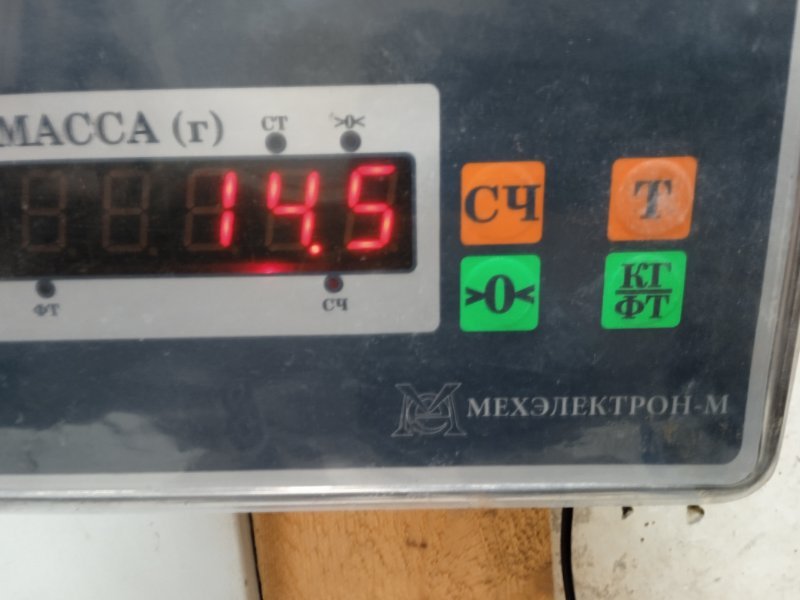 МАССА (г)
СТ
>0<
14.5
ФТ
СЧ
СЧ
Т
>0<
КГ
ФТ
МЕХЭЛЕКТРОН-М